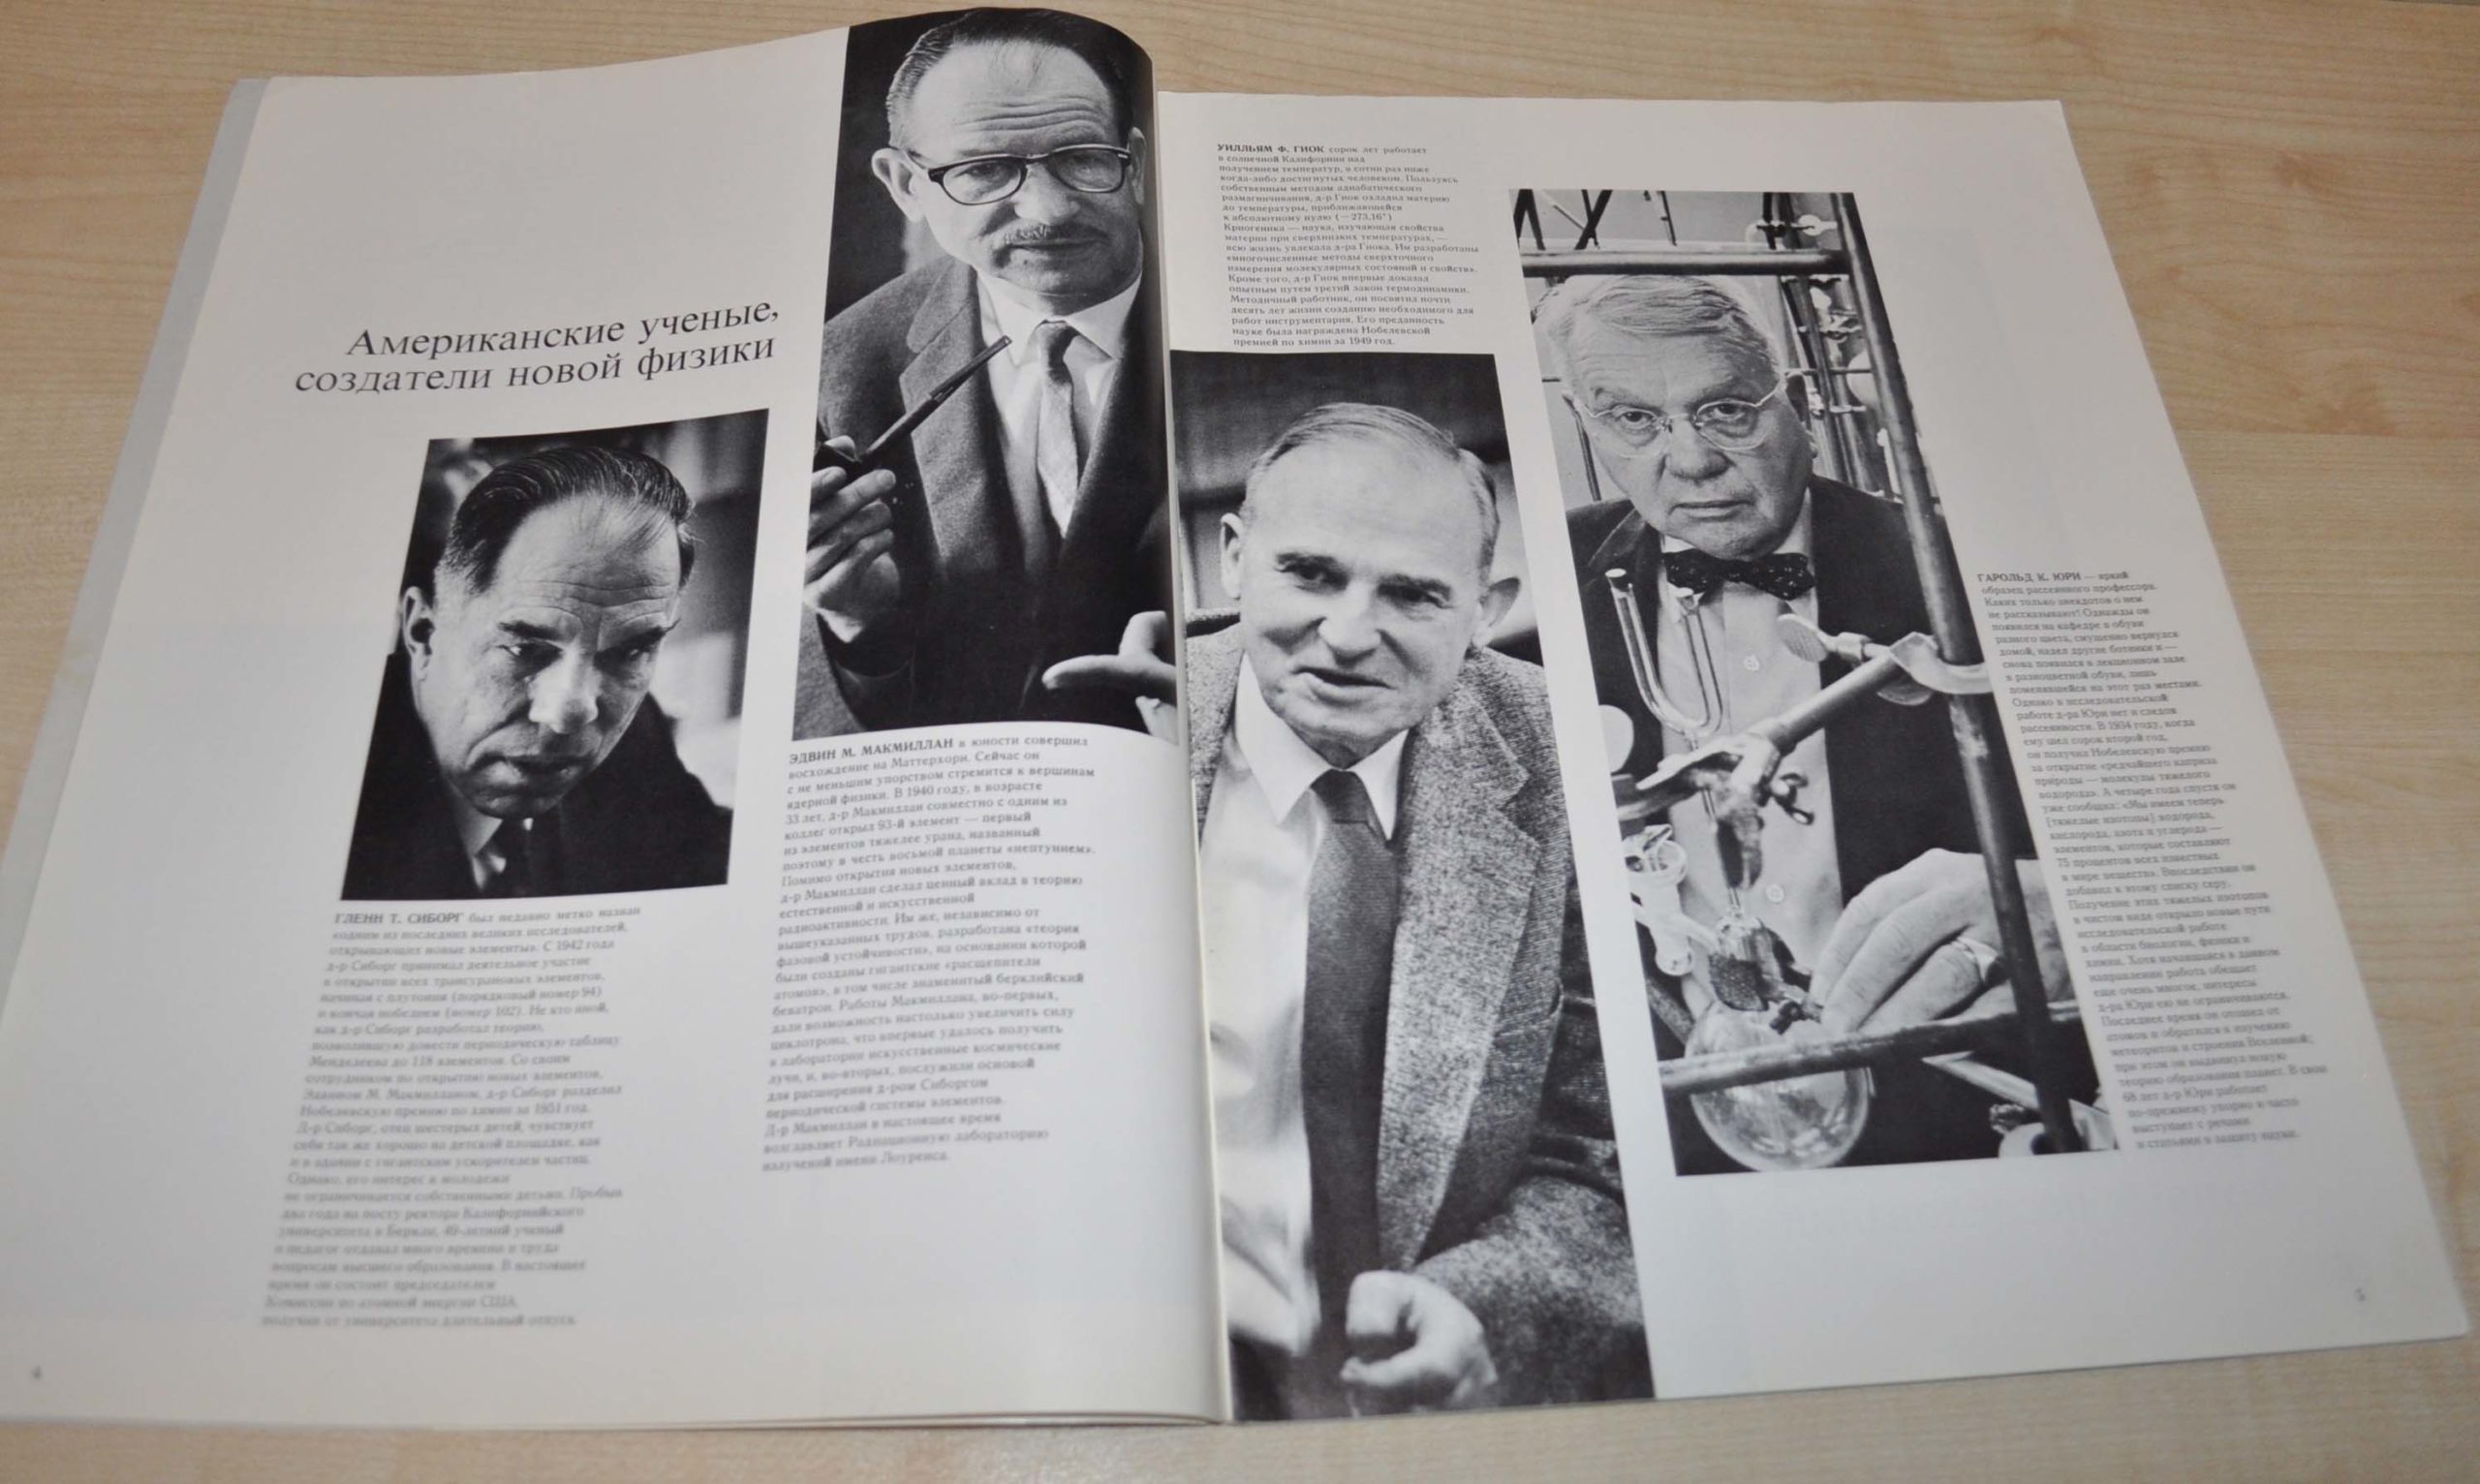 Американские ученые,
создатели новой физики
ГЛЕНН Т. СИБОРГ был недавно метко назван
«одним из последних великих исследователей,
открывающих новые элементы». С 1942 года
д-р Сиборг принимал деятельное участие
в открытии всех трансурановых элементов,
начиная с плутония (порядковый номер 94)
и кончая нобелием (номер 102). Не кто иной,
как д-р Сиборг разработал теорию,
позволившую довести периодическую таблицу
Менделеева до 118 элементов. Со своим
сотрудником по открытию новых элементов,
Эдвином М. Макмилланом, д-р Сиборг разделил
Нобелевскую премию по химии за 1951 год.
Д-р Сиборг, отец шестерых детей, чувствует
себя так же хорошо на детской площадке, как
и в здании с гигантским ускорителем частиц.
Однако, его интерес к молодежи
не ограничивается собственными детьми. Пробыв
два года на посту ректора Калифорнийского
университета в Беркли, 49-летний ученый
и педагог отдавал много времени и труда
вопросам высшего образования. В настоящее
время он состоит председателем
Комиссии по атомной энергии США,
получив от университета длительный отпуск.
4
ЭДВИН М. МАКМИЛЛАН в юности совершил
восхождение на Маттерхорн. Сейчас он
с не меньшим упорством стремится к вершинам
ядерной физики. В 1940 году, в возрасте
33 лет, д-р Макмиллан совместно с одним из
коллег открыл 93-й элемент — первый
из элементов тяжелее урана, названный
поэтому в честь восьмой планеты «нептунием».
Помимо открытия новых элементов,
д-р Макмиллан сделал ценный вклад в теорию
естественной и искусственной
радиоактивности. Им же, независимо от
вышеуказанных трудов, разработана «теория
фазовой устойчивости», на основании которой
были созданы гигантские «расщепители
атомов», в том числе знаменитый берклийский
беватрон. Работы Макмиллана, во-первых,
дали возможность настолько увеличить силу
циклотрона, что впервые удалось получить
в лаборатории искусственные космические
лучи, и, во-вторых, послужили основой
для расширения д-ром Сиборгом
периодической системы элементов.
Д-р Макмиллан в настоящее время
возглавляет Радиационную лабораторию
излучений имени Лоуренса.
УИЛЛЬЯМ Ф. ГИОК сорок лет работает
в солнечной Калифорнии над
получением температур, в сотни раз ниже
когда-либо достигнутых человеком. Пользуясь
собственным методом адиабатического
размагничивания, д-р Гиок охладил материю
до температуры, приближающейся
к абсолютному нулю (—273,16°)
Криогеника — наука, изучающая свойства
материи при сверхнизких температурах, —
всю жизнь увлекала д-ра Гиока. Им разработаны
«многочисленные методы сверхточного
измерения молекулярных состояний и свойств».
Кроме того, д-р Гиок впервые доказал
опытным путем третий закон термодинамики.
Методичный работник, он посвятил почти
десять лет жизни созданию необходимого для
работ инструментария. Его преданность
науке была награждена Нобелевской
премией по химии за 1949 год.
ГАРОЛЬД К. ЮРИ — яркий
образец рассеянного профессора.
Каких только анекдотов о нем
не рассказывают! Однажды он
появился на кафедре в обуви
разного цвета, смущенно вернулся
домой, надел другие ботинки и —
снова появился в лекционном зале
в разноцветной обуви, лишь
поменявшейся на этот раз местами.
Однако в исследовательской
работе д-ра Юри нет и следов
рассеянности. В 1934 году, когда
ему шел сорок второй год,
он получил Нобелевскую премию
за открытие «редчайшего каприза
природы — молекулы тяжелого
водорода». А четыре года спустя он
уже сообщил: «Мы имеем теперь
[тяжелые изотопы] водорода,
кислорода, азота и углерода —
элементов, которые составляют
75 процентов всех известных
в мире веществ». Впоследствии он
добавил к этому списку серу.
Получение этих тяжелых изотопов
в чистом виде открыло новые пути
исследовательской работе
в области биологии, физики и
химии. Хотя начавшаяся в данном
направлении работа обещает
еще очень многое, интересы
д-ра Юри ею не ограничиваются.
Последнее время он отошел от
атомов и обратился к изучению
метеоритов и строения Вселенной;
при этом он выдвинул новую
теорию образования планет. В свои
68 лет д-р Юри работает
по-прежнему упорно и часто
выступает с речами
и статьями в защиту науки.
5